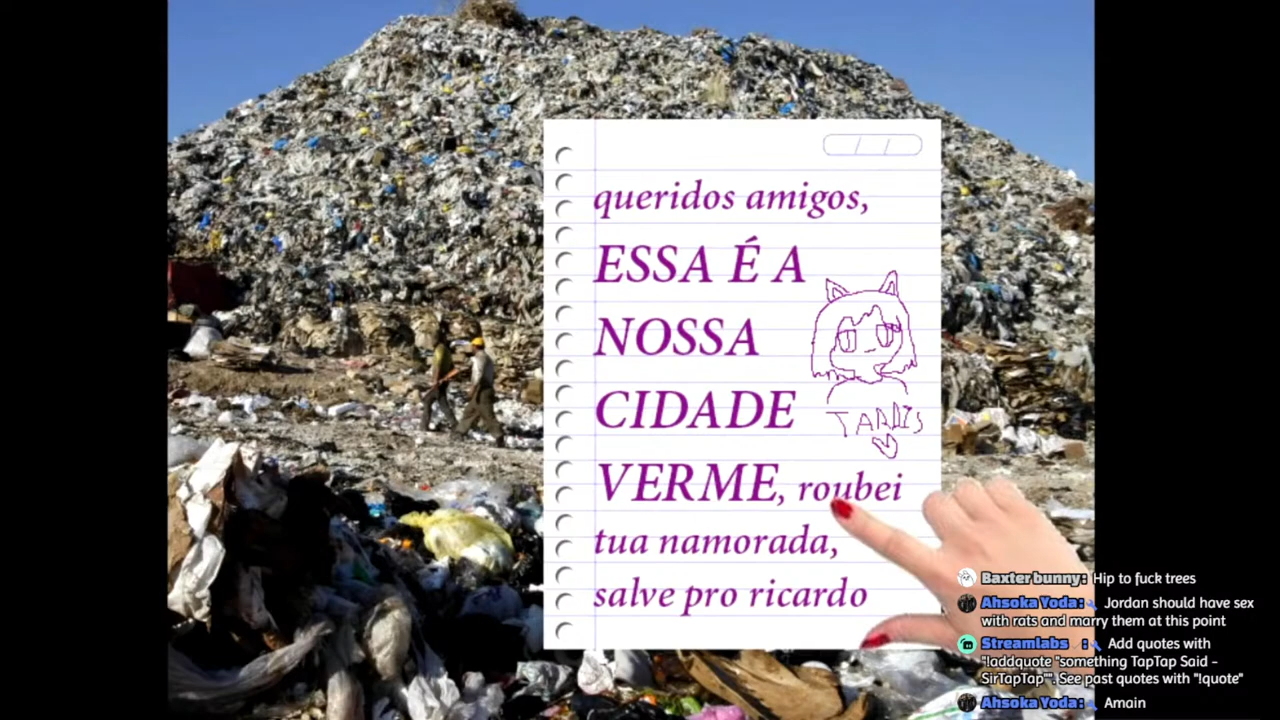 queridos amigos,
ESSA É A
NOSSA
CIDADE
VERME, roubei
tua namorada,
salve pro ricardo
TARDIS
Baxterbunny: Hip to fuck trees
Ahsoka Yoda: Jordan should have sex
with rats and marry them at this point
Streamlabs : Add quotes with
"!addquote "something TapTap Said -
SirTapTap"". See past quotes with "!quote"
Ahsoka Yoda: Amain